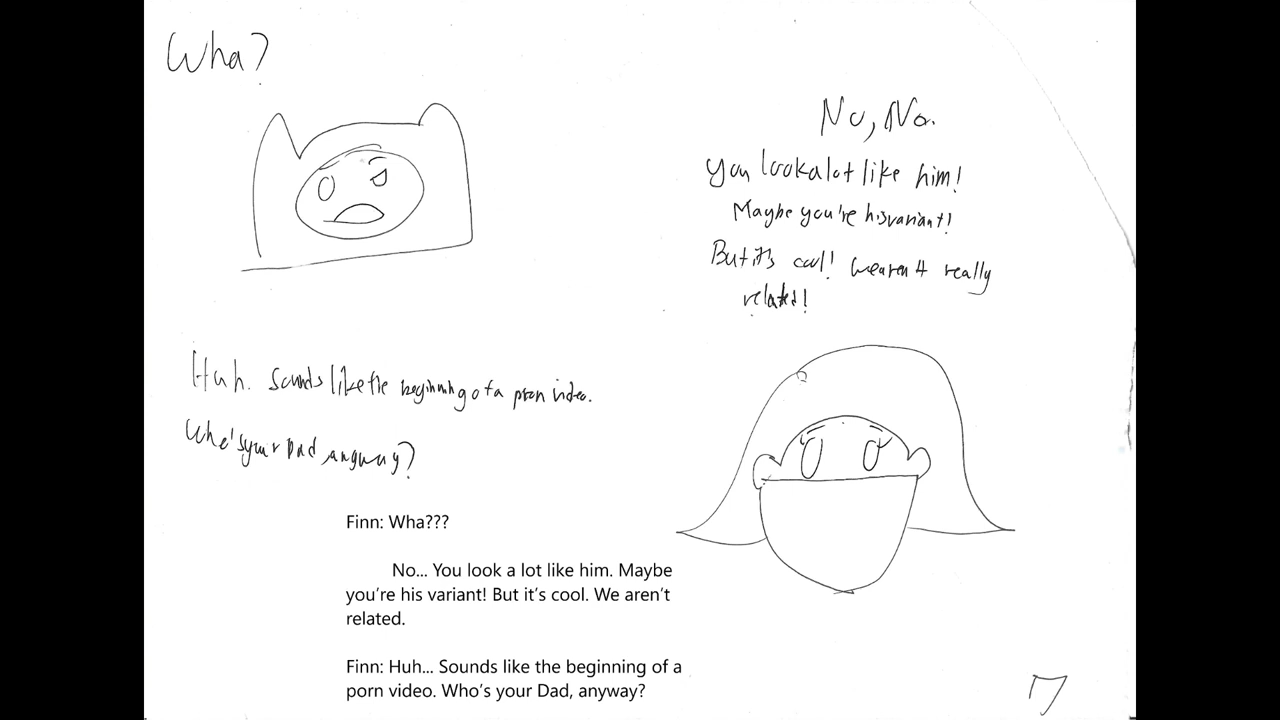 Wha?
No, No.
You look a lot like him!
Maybe you're his variant!
But it's cool! we aren't really
related!
Huh. Sounds like the beginning of a porn video.
Who's your Dad, anyway?
Finn: Wha???
No... You look a lot like him. Maybe
you’re his variant! But it’s cool. We aren’t
related.
Finn: Huh... Sounds like the beginning of a
porn video. Who’s your Dad, anyway?
17